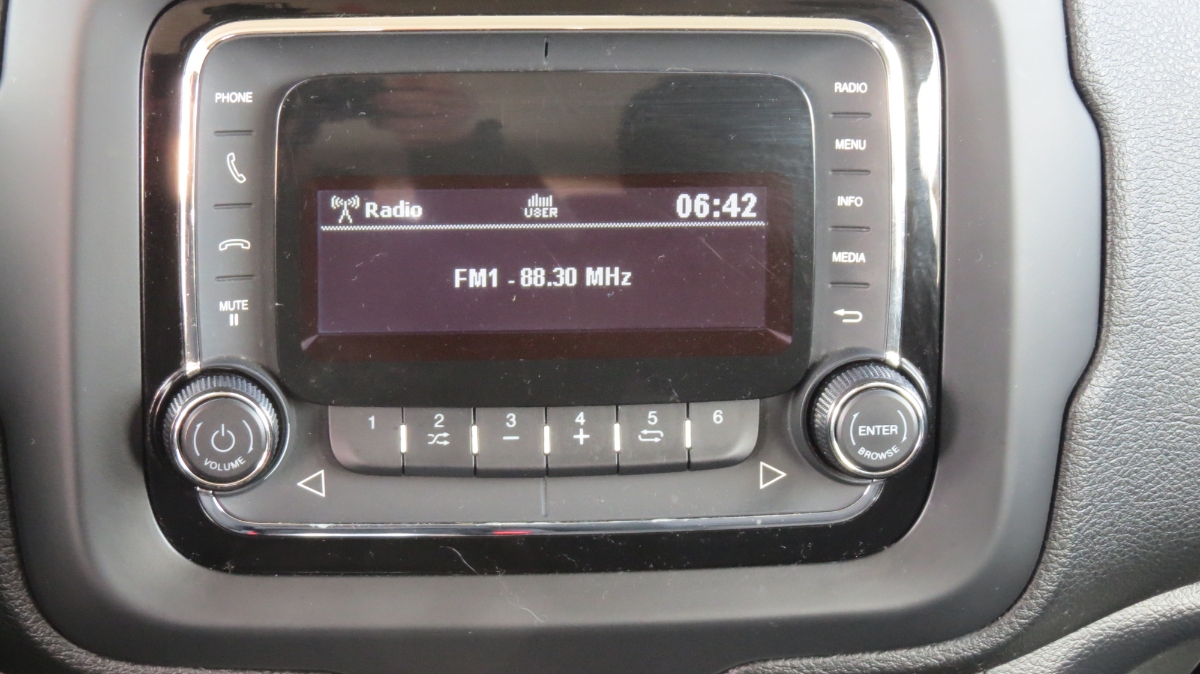 PHONE
MUTE
RADIO
MENU
INFO
MEDIA
Radio USER 06:42
FM1 - 88.30 MHz
1 2 3 4 5 6
− +
VOLUME
ENTER
BROWSE